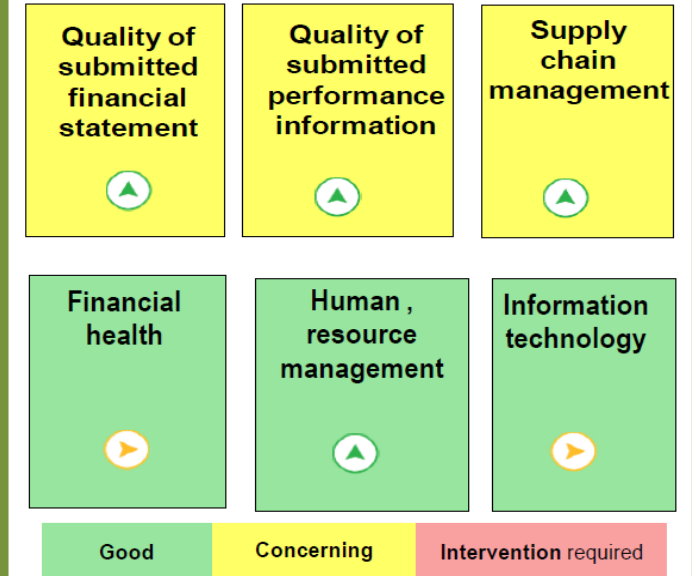 Quality of
submitted
financial
statement
Quality of
submitted
performance
information
Supply
chain
management
Financial
health
Human ,
resource
management
Information
technology
Good
Concerning
Intervention required